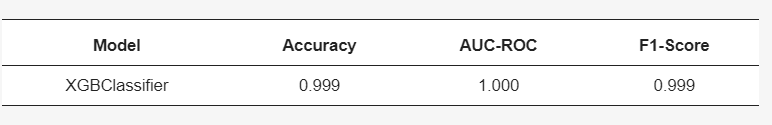 Model Accuracy AUC-ROC F1-Score
XGBClassifier 0.999 1.000 0.999